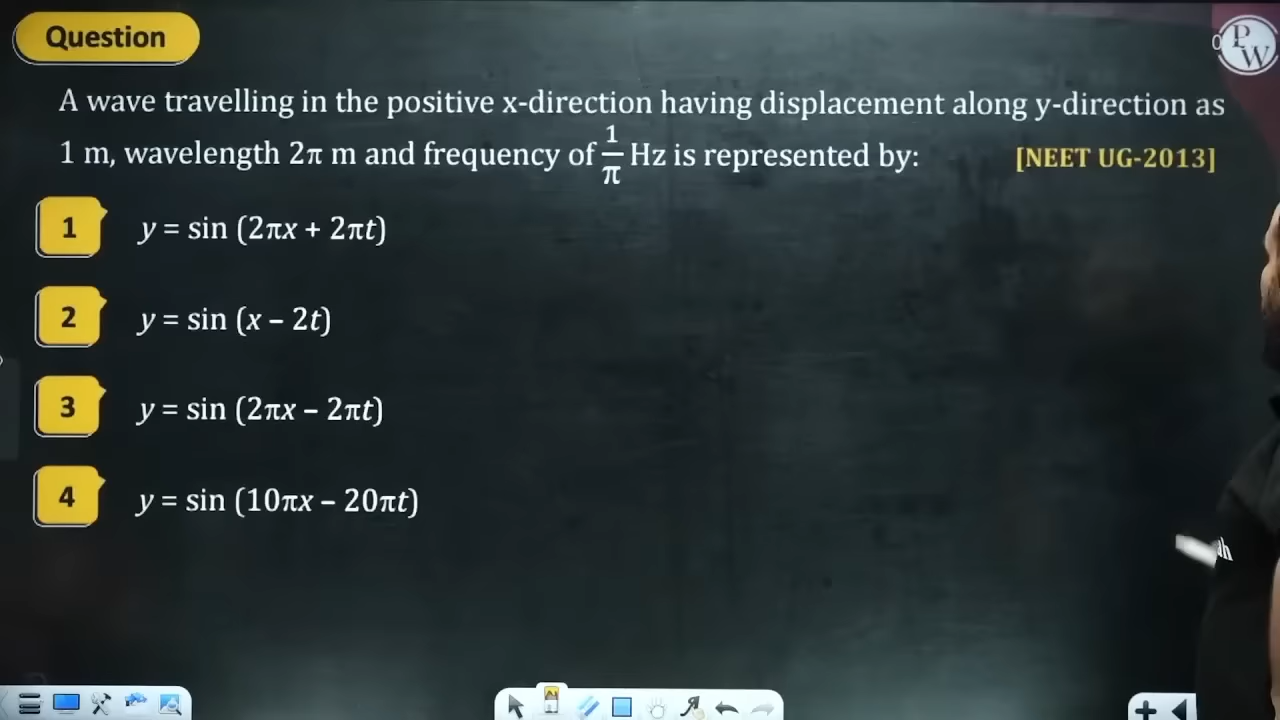 Question
PW
A wave travelling in the positive x-direction having displacement along y-direction as
1 m, wavelength 2π m and frequency of 1/π Hz is represented by:
[NEET UG-2013]
1 y = sin (2πx + 2πt)
2 y = sin (x – 2t)
3 y = sin (2πx – 2πt)
4 y = sin (10πx – 20πt)